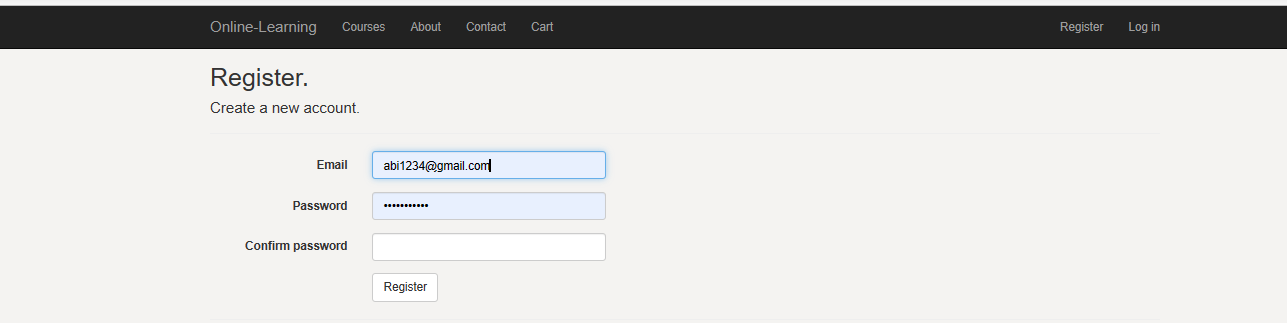 Online-Learning Courses About Contact Cart Register Log in
Register.
Create a new account.
Email abi1234@gmail.com
Password •••••••••••
Confirm password
Register